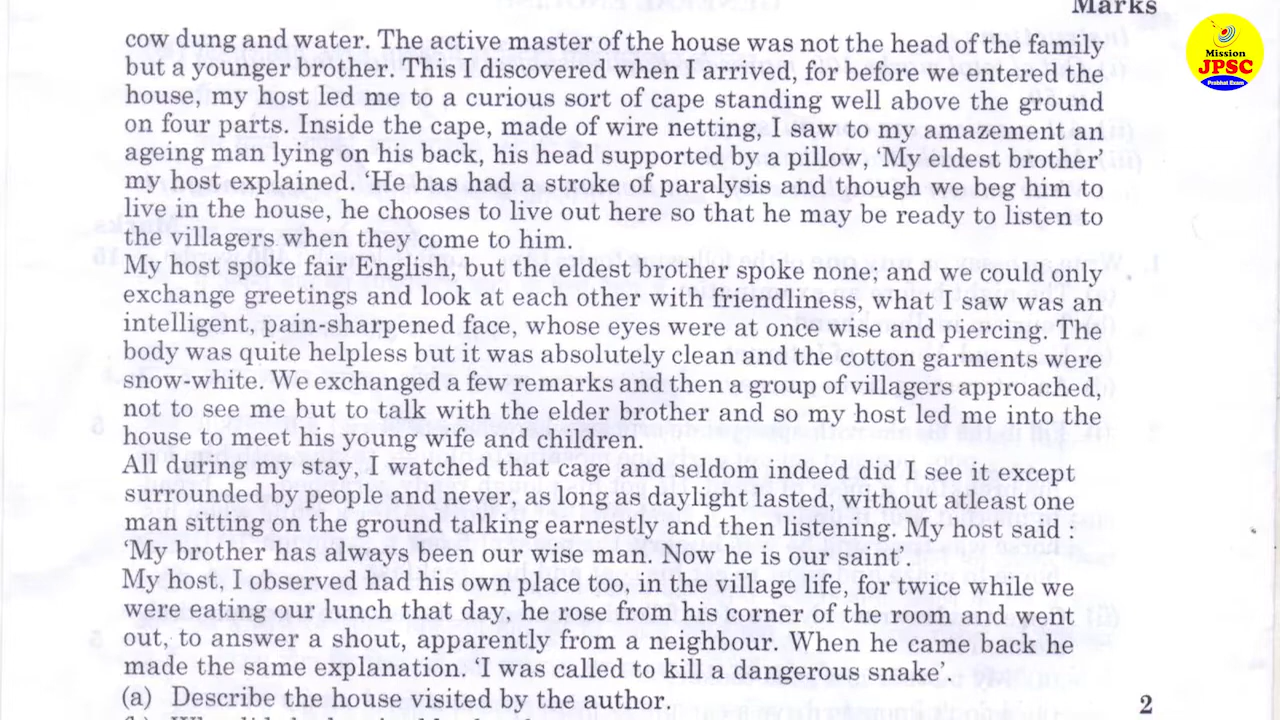 Marks
Mission
JPSC
Prabhat Exam
cow dung and water. The active master of the house was not the head of the family
but a younger brother. This I discovered when I arrived, for before we entered the
house, my host led me to a curious sort of cape standing well above the ground
on four parts. Inside the cape, made of wire netting, I saw to my amazement an
ageing man lying on his back, his head supported by a pillow, 'My eldest brother'
my host explained. 'He has had a stroke of paralysis and though we beg him to
live in the house, he chooses to live out here so that he may be ready to listen to
the villagers when they come to him.
My host spoke fair English, but the eldest brother spoke none; and we could only
exchange greetings and look at each other with friendliness, what I saw was an
intelligent, pain-sharpened face, whose eyes were at once wise and piercing. The
body was quite helpless but it was absolutely clean and the cotton garments were
snow-white. We exchanged a few remarks and then a group of villagers approached,
not to see me but to talk with the elder brother and so my host led me into the
house to meet his young wife and children.
All during my stay, I watched that cage and seldom indeed did I see it except
surrounded by people and never, as long as daylight lasted, without atleast one
man sitting on the ground talking earnestly and then lissing. My host said :
'My brother has always been our wise man. Now he is our saint'.
My host, I observed had his own place too, in the village life, for twice while we
were eating our lunch that day, he rose from his corner of the room and went
out, to answer a shout, apparently from a neighbour. When he came back he
made the same explanation. 'I was called to kill a dangerous snake'.
(a) Describe the house visited by the author.
2